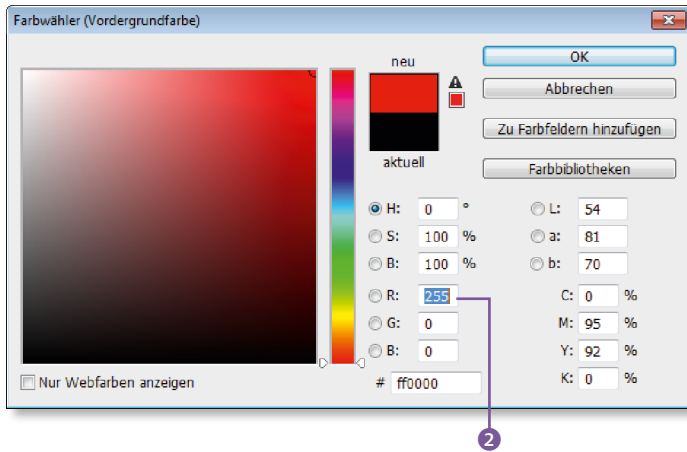 Farbwähler (Vordergrundfarbe)
neu
aktuell
OK
Abbrechen
Zu Farbfeldern hinzufügen
Farbbibliotheken
H: 0 °
S: 100 %
B: 100 %
R: 255
G: 0
B: 0
# ff0000
L: 54
a: 81
b: 70
C: 0 %
M: 95 %
Y: 92 %
K: 0 %
Nur Webfarben anzeigen
2